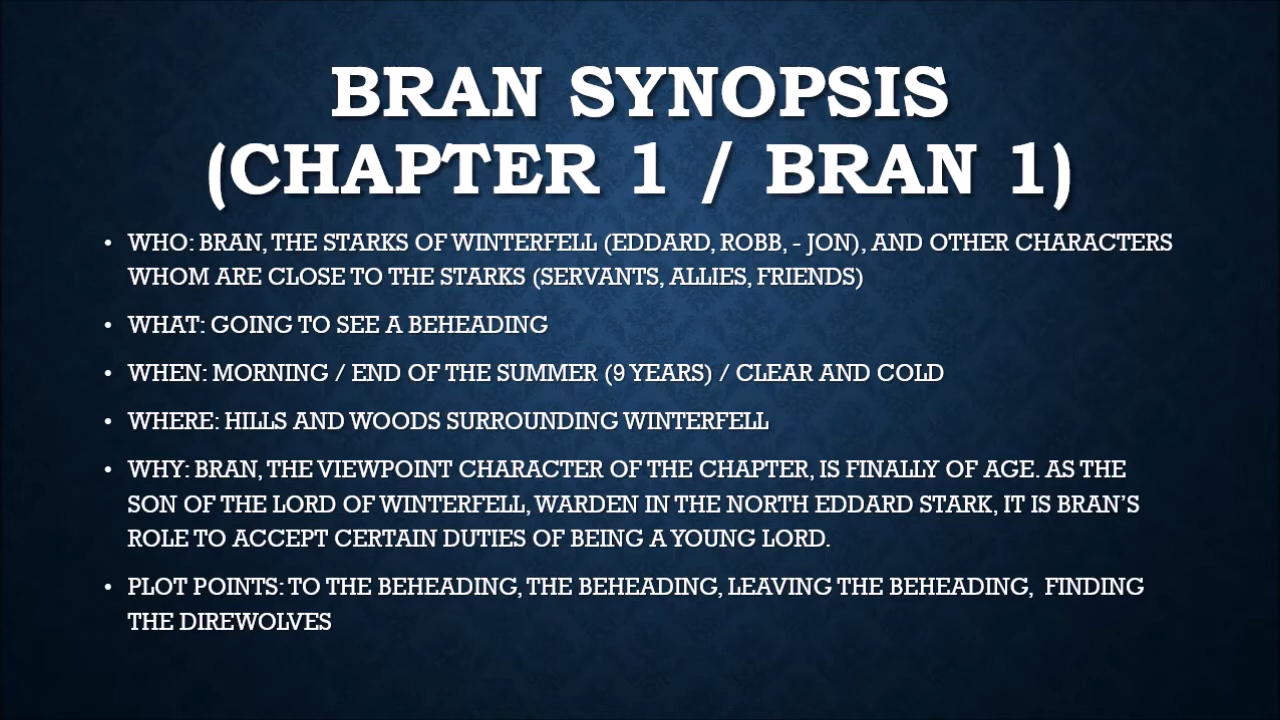 BRAN SYNOPSIS
(CHAPTER 1 / BRAN 1)
• WHO: BRAN, THE STARKS OF WINTERFELL (EDDARD, ROBB, - JON), AND OTHER CHARACTERS
WHOM ARE CLOSE TO THE STARKS (SERVANTS, ALLIES, FRIENDS)
• WHAT: GOING TO SEE A BEHEADING
• WHEN: MORNING / END OF THE SUMMER (9 YEARS) / CLEAR AND COLD
• WHERE: HILLS AND WOODS SURROUNDING WINTERFELL
• WHY: BRAN, THE VIEWPOINT CHARACTER OF THE CHAPTER, IS FINALLY OF AGE. AS THE
SON OF THE LORD OF WINTERFELL, WARDEN IN THE NORTH EDDARD STARK, IT IS BRAN'S
ROLE TO ACCEPT CERTAIN DUTIES OF BEING A YOUNG LORD.
• PLOT POINTS: TO THE BEHEADING, THE BEHEADING, LEAVING THE BEHEADING, FINDING
THE DIREWOLVES